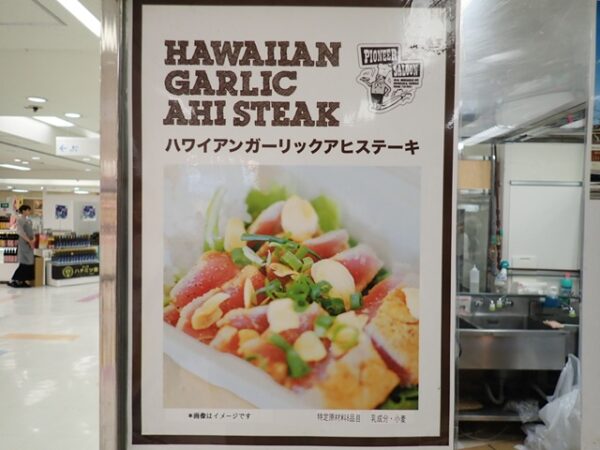 HAWAIIAN
GARLIC
AHI STEAK
PIONEER
SALOON
ハワイアンガーリックアヒステーキ
*画像はイメージです
特定原材料8品目 乳成分・小麦